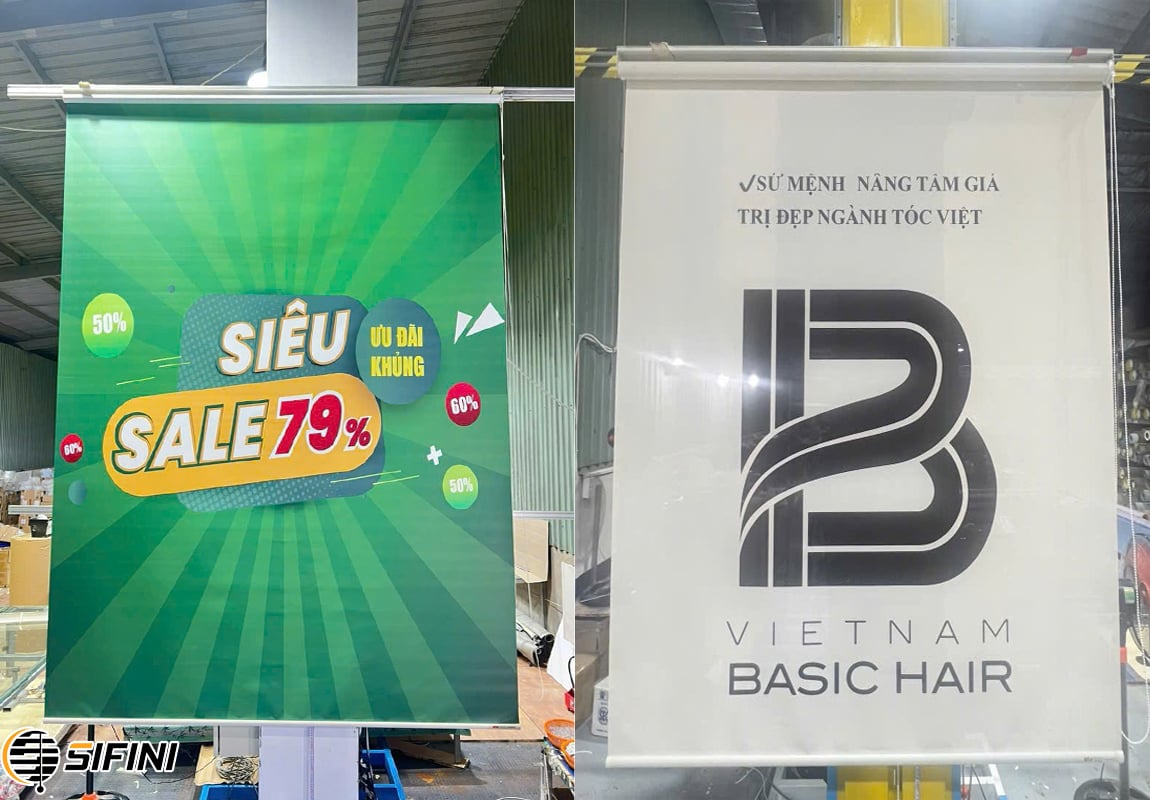 50%
SIÊU
ƯU ĐÃI
KHỦNG
SALE 79%
60%
60%
50%
SIFINI
✓SỨ MỆNH NÂNG TẦM GIÁ
TRỊ ĐẸP NGÀNH TÓC VIỆT
B
VIETNAM
BASIC HAIR